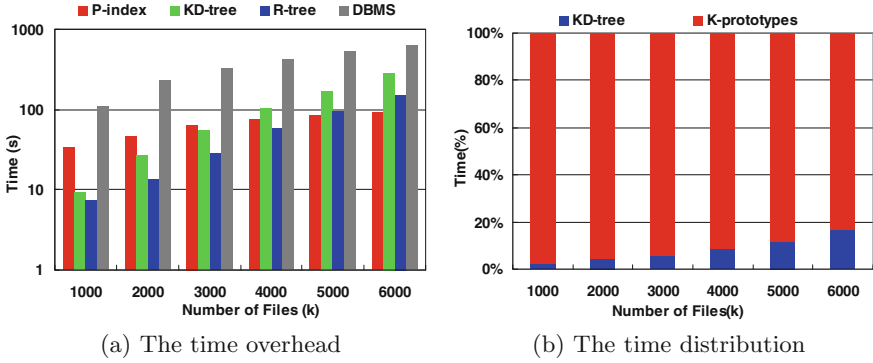 P-index KD-tree R-tree DBMS
1000
100
10
1
Time (s)
1000 2000 3000 4000 5000 6000
Number of Files (k)
(a) The time overhead
KD-tree K-prototypes
100%
80%
60%
40%
20%
0%
Time(%)
1000 2000 3000 4000 5000 6000
Number of Files(k)
(b) The time distribution